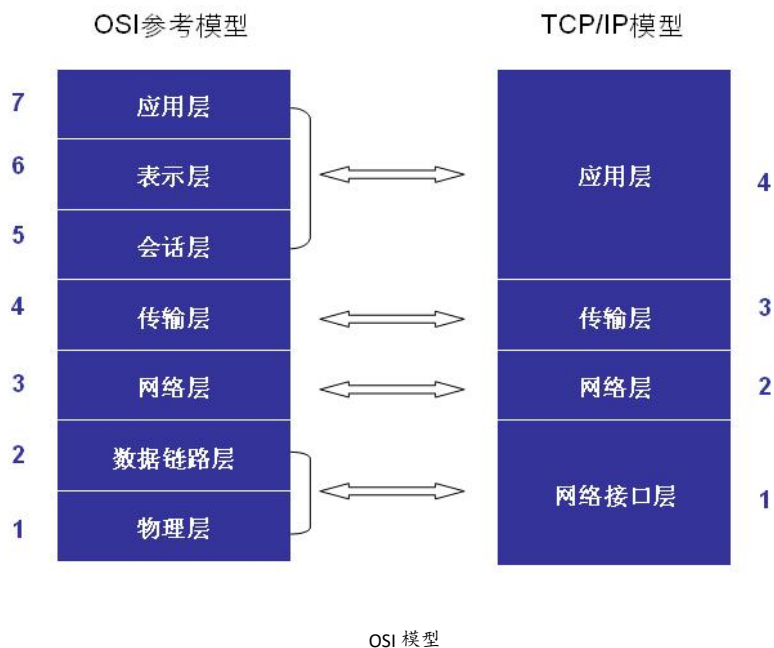 OSI参考模型
TCP/IP模型
7
应用层
6
表示层
5
会话层
4
传输层
3
网络层
2
数据链路层
1
物理层
应用层
4
传输层
3
网络层
2
网络接口层
1
OSI 模型